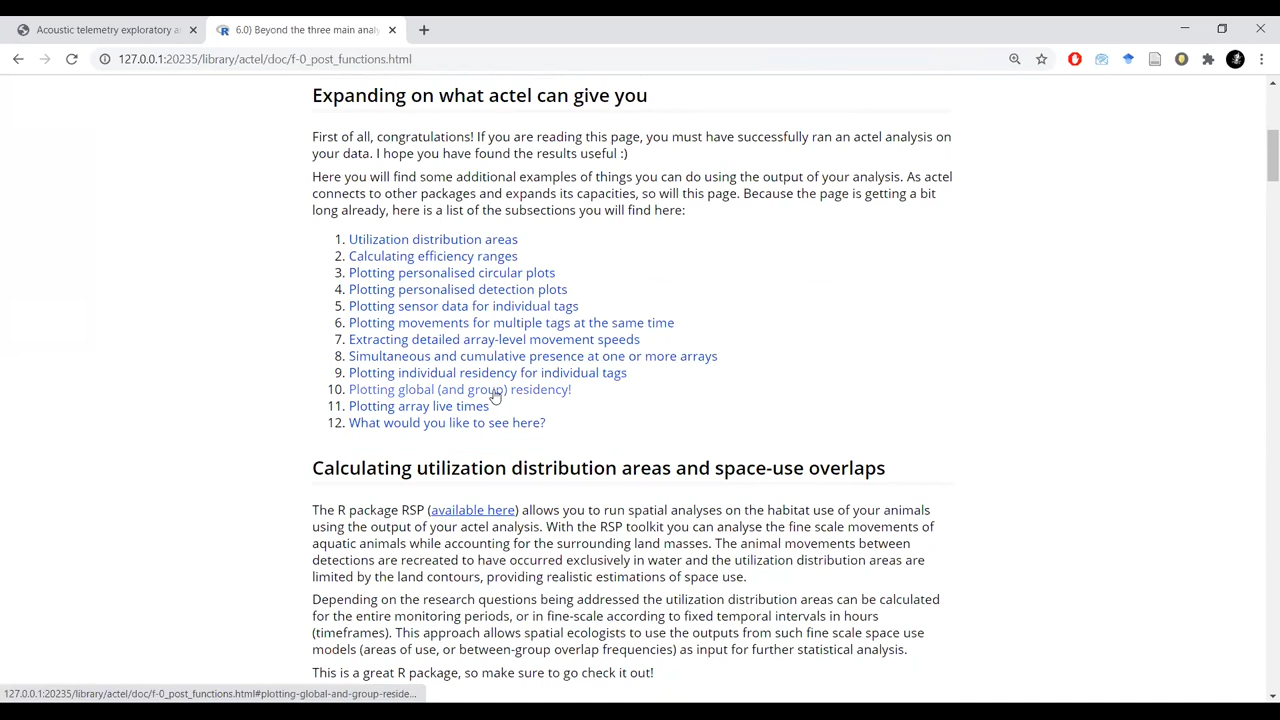 Acoustic telemetry exploratory a
6.0) Beyond the three main analy
127.0.0.1:20235/library/actel/doc/f-0_post_functions.html
Expanding on what actel can give you
First of all, congratulations! If you are reading this page, you must have successfully ran an actel analysis on
your data. I hope you have found the results useful :)
Here you will find some additional examples of things you can do using the output of your analysis. As actel
connects to other packages and expands its capacities, so will this page. Because the page is getting a bit
long already, here is a list of the subsections you will find here:
1. Utilization distribution areas
2. Calculating efficiency ranges
3. Plotting personalised circular plots
4. Plotting personalised detection plots
5. Plotting sensor data for individual tags
6. Plotting movements for multiple tags at the same time
7. Extracting detailed array-level movement speeds
8. Simultaneous and cumulative presence at one or more arrays
9. Plotting individual residency for individual tags
10. Plotting global (and group) residency!
11. Plotting array live times
12. What would you like to see here?
Calculating utilization distribution areas and space-use overlaps
The R package RSP (available here) allows you to run spatial analyses on the habitat use of your animals
using the output of your actel analysis. With the RSP toolkit you can analyse the fine scale movements of
aquatic animals while accounting for the surrounding land masses. The animal movements between
detections are recreated to have occurred exclusively in water and the utilization distribution areas are
limited by the land contours, providing realistic estimations of space use.
Depending on the research questions being addressed the utilization distribution areas can be calculated
for the entire monitoring periods, or in fine-scale according to fixed temporal intervals in hours
(timeframes). This approach allows spatial ecologists to use the outputs from such fine scale space use
models (areas of use, or between-group overlap frequencies) as input for further statistical analysis.
This is a great R package, so make sure to go check it out!
127.0.0.1:20235/library/actel/doc/f-0_post_functions.html#plotting-global-and-group-reside...